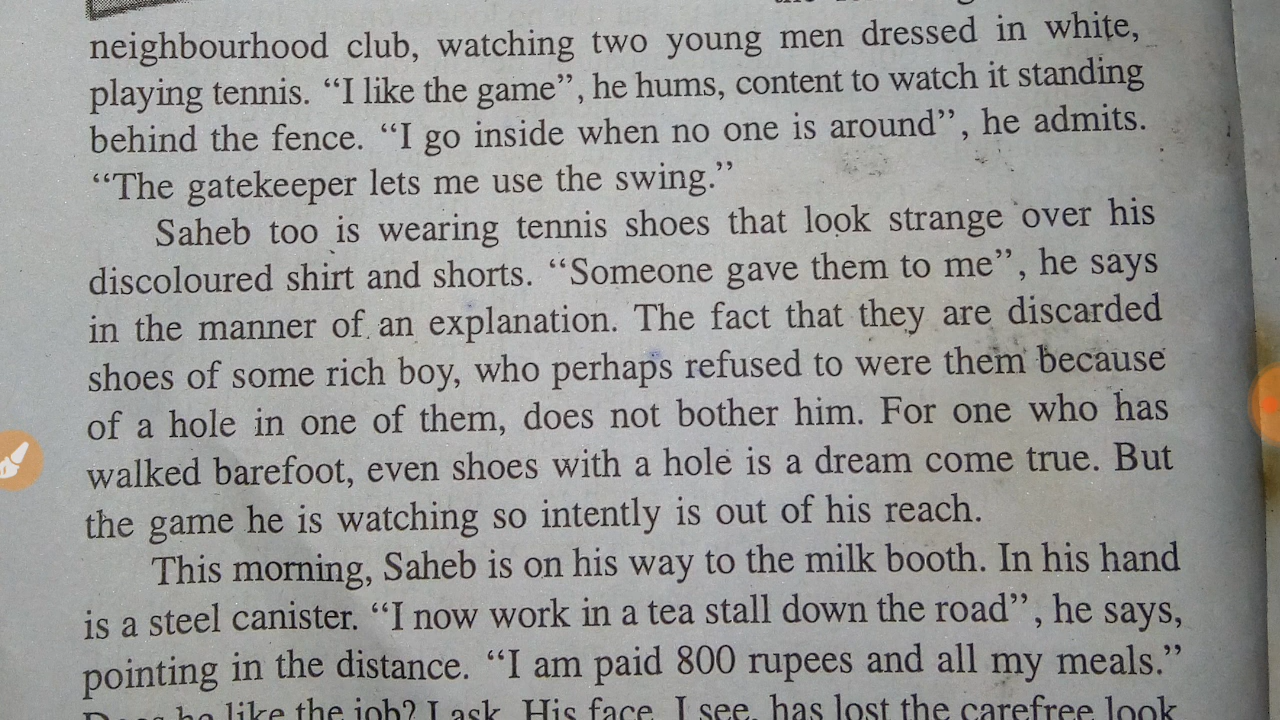 neighbourhood club, watching two young men dressed in white,
playing tennis. “I like the game”, he hums, content to watch it standing
behind the fence. “I go inside when no one is around”, he admits.
“The gatekeeper lets me use the swing.”
Saheb too is wearing tennis shoes that look strange over his
discoloured shirt and shorts. “Someone gave them to me”, he says
in the manner of an explanation. The fact that they are discarded
shoes of some rich boy, who perhaps refused to were them because
of a hole in one of them, does not bother him. For one who has
walked barefoot, even shoes with a hole is a dream come true. But
the game he is watching so intently is out of his reach.
This morning, Saheb is on his way to the milk booth. In his hand
is a steel canister. “I now work in a tea stall down the road”, he says,
pointing in the distance. “I am paid 800 rupees and all my meals.”
Does he like the job? I ask. His face, I see, has lost the carefree look